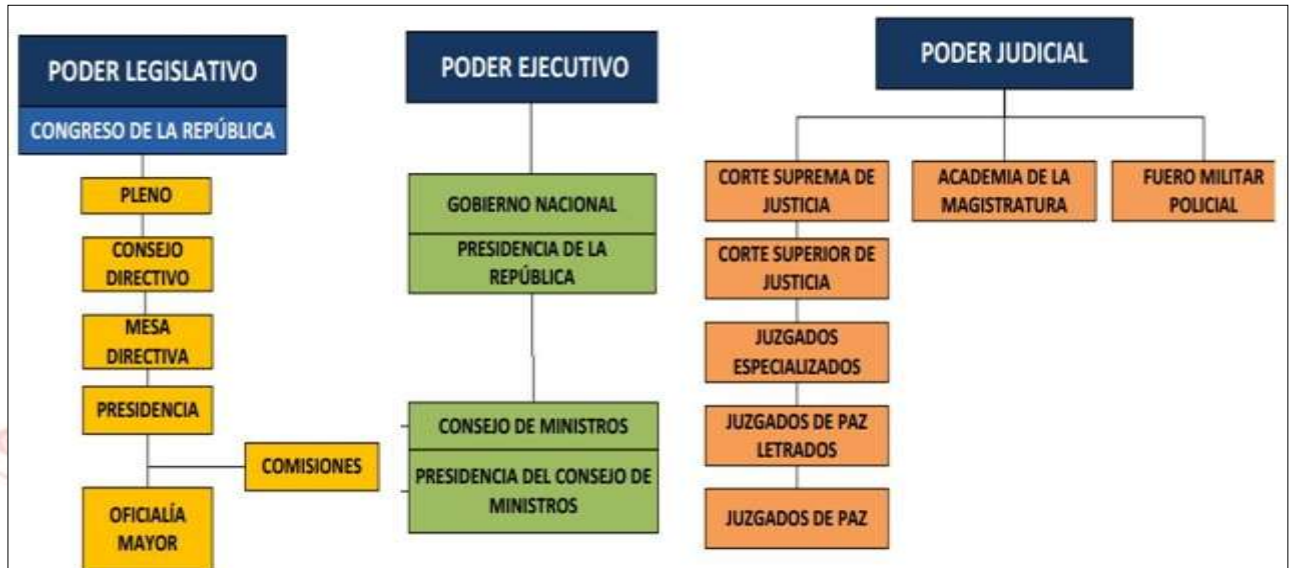 PODER LEGISLATIVO
CONGRESO DE LA REPÚBLICA
PLENO
CONSEJO
DIRECTIVO
MESA
DIRECTIVA
PRESIDENCIA
COMISIONES
OFICIALÍA
MAYOR
PODER EJECUTIVO
GOBIERNO NACIONAL
PRESIDENCIA DE LA
REPÚBLICA
CONSEJO DE MINISTROS
PRESIDENCIA DEL CONSEJO DE
MINISTROS
PODER JUDICIAL
CORTE SUPREMA DE
JUSTICIA
CORTE SUPERIOR DE
JUSTICIA
JUZGADOS
ESPECIALIZADOS
JUZGADOS DE PAZ
LETRADOS
JUZGADOS DE PAZ
ACADEMIA DE LA
MAGISTRATURA
FUERO MILITAR
POLICIAL